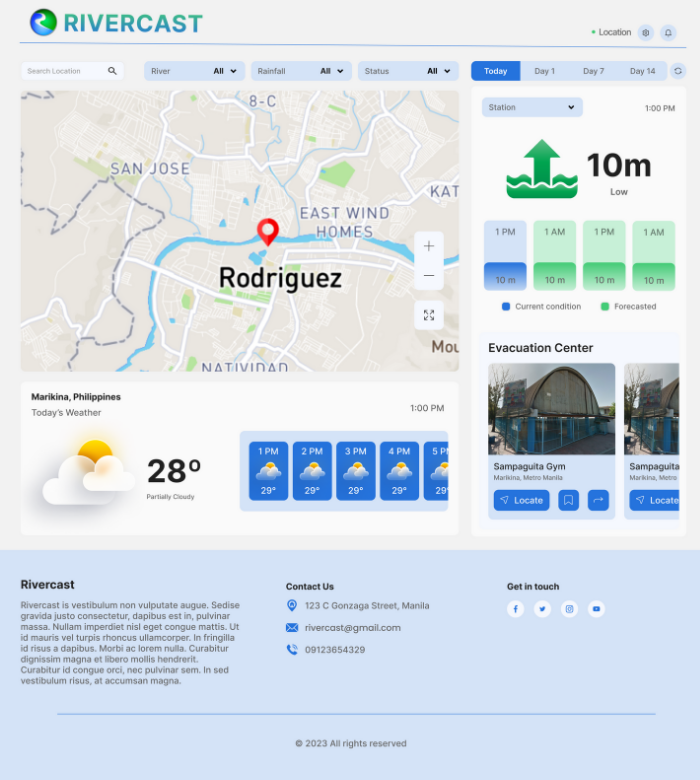 RIVERCAST
Location
Search Location
River All
Rainfall All
Status All
Today Day 1 Day 7 Day 14
8-C
SAN JOSE
EAST WIND
HOMES
KAT
Rodriguez
NATIVIDAD
Mou
Station
1:00 PM
10m
Low
1 PM 1 AM 1 PM 1 AM
10 m 10 m 10 m 10 m
Current condition Forecasted
Evacuation Center
Sampaguita Gym
Marikina, Metro Manila
Locate
Sampaguita
Marikina, Metro
Locate
Marikina, Philippines
Today's Weather
1:00 PM
28º
Partially Cloudy
1 PM 2 PM 3 PM 4 PM 5 P
29° 29° 29° 29° 29°
Rivercast
Rivercast is vestibulum non vulputate augue. Sedise
gravida justo consectetur, dapibus est in, pulvinar
massa. Nullam imperdiet nisl eget congue mattis. Ut
id mauris vel turpis rhoncus ullamcorper. In fringilla
id risus a dapibus. Morbi ac lorem nulla. Curabitur
dignissim magna et libero mollis hendrerit.
Curabitur id congue orci, nec pulvinar sem. In sed
vestibulum risus, at accumsan magna.
Contact Us
123 C Gonzaga Street, Manila
rivercast@gmail.com
09123654329
Get in touch
© 2023 All rights reserved